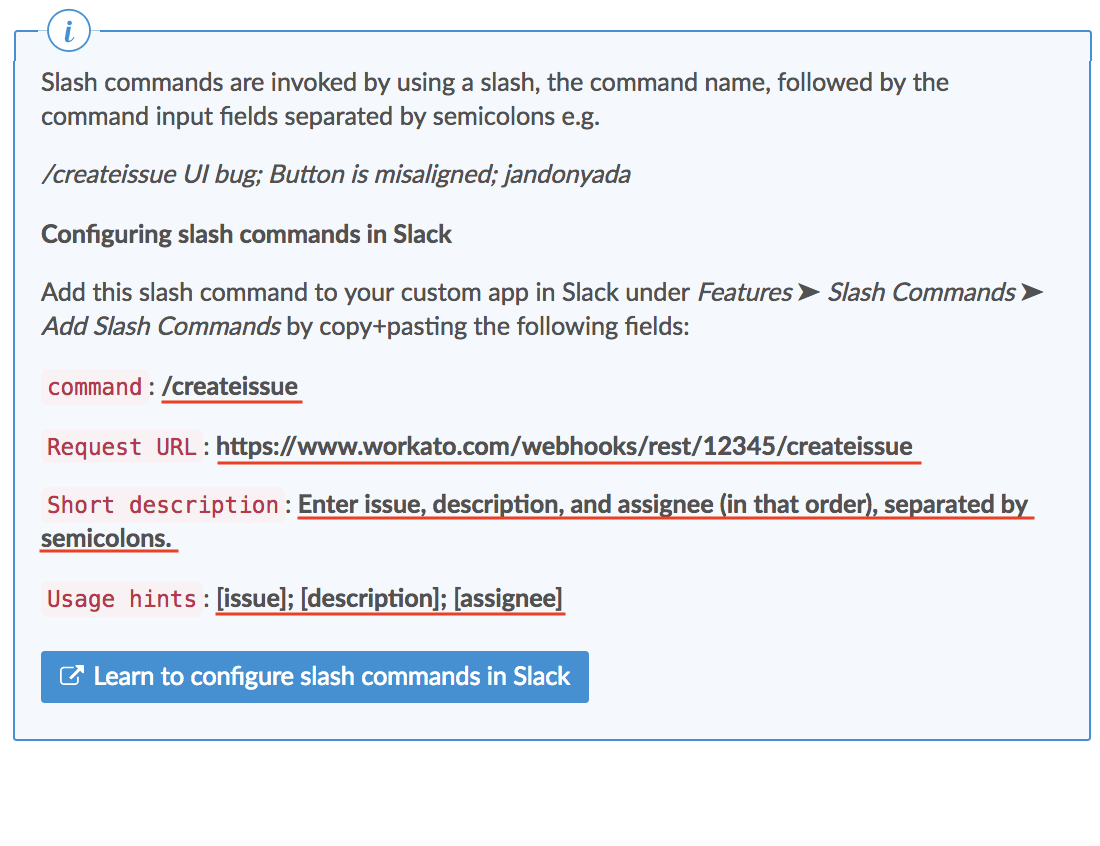 i
Slash commands are invoked by using a slash, the command name, followed by the
command input fields separated by semicolons e.g.
/createissue UI bug; Button is misaligned; jandonyada
Configuring slash commands in Slack
Add this slash command to your custom app in Slack under Features ➤ Slash Commands ➤
Add Slash Commands by copy+pasting the following fields:
command : /createissue
Request URL : https://www.workato.com/webhooks/rest/12345/createissue
Short description : Enter issue, description, and assignee (in that order), separated by
semicolons.
Usage hints : [issue]; [description]; [assignee]
Learn to configure slash commands in Slack